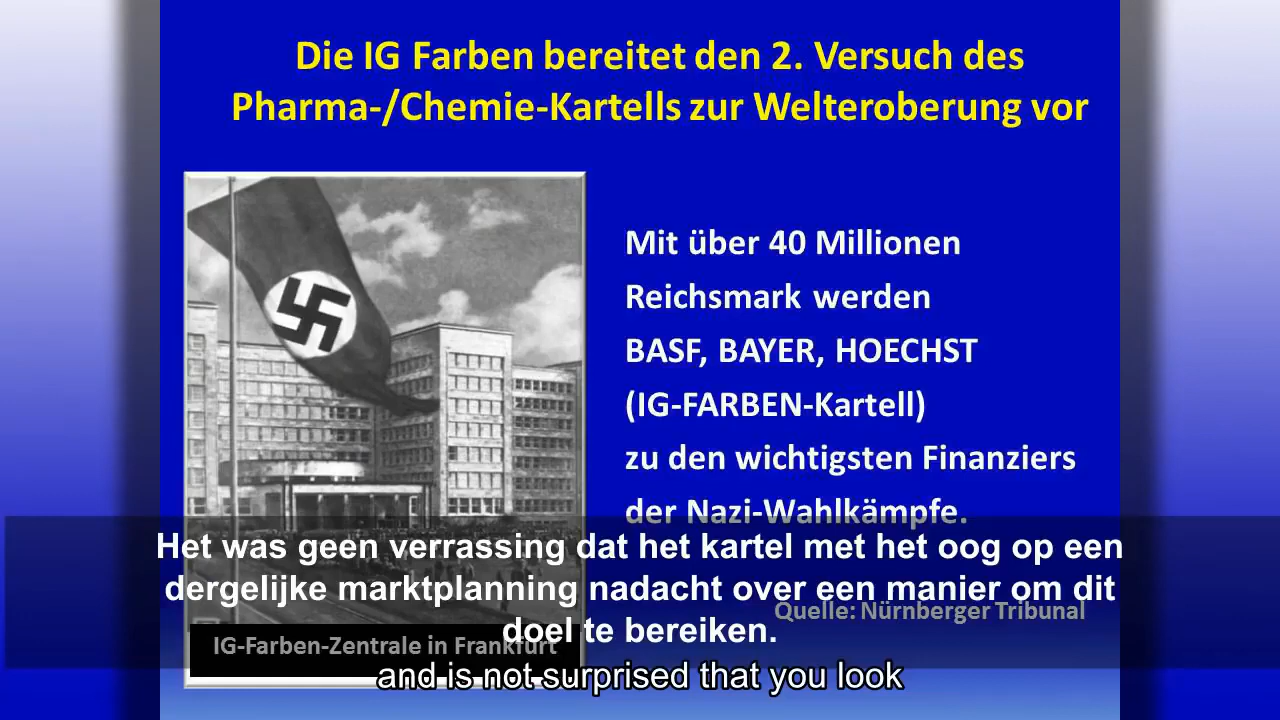 Die IG Farben bereitet den 2. Versuch des
Pharma-/Chemie-Kartells zur Welteroberung vor
Mit über 40 Millionen
Reichsmark werden
BASF, BAYER, HOECHST
(IG-FARBEN-Kartell)
zu den wichtigsten Finanziers
der Nazi-Wahlkämpfe.
Quelle: Nürnberger Tribunal
IG-Farben-Zentrale in Frankfurt
Het was geen verrassing dat het kartel met het oog op een
dergelijke marktplanning nadacht over een manier om dit
doel te bereiken.
and is not surprised that you look